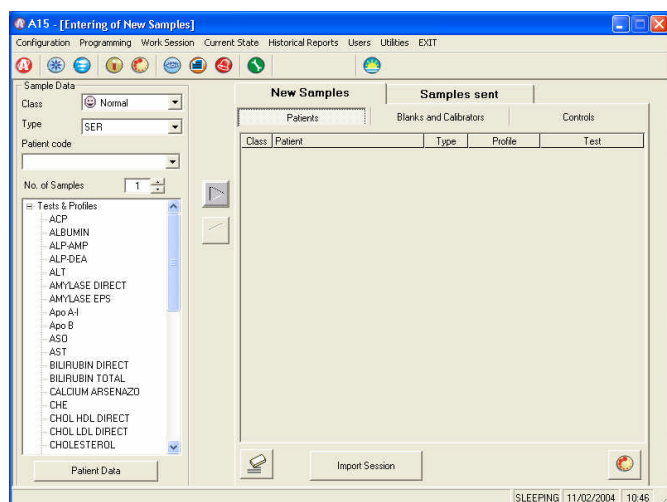 A15 - [Entering of New Samples]
Configuration Programming Work Session Current State Historical Reports Users Utilities EXIT
Sample Data
Class Normal
Type SER
Patient code
No. of Samples 1
Tests & Profiles
ACP
ALBUMIN
ALP-AMP
ALP-DEA
ALT
AMYLASE DIRECT
AMYLASE EPS
Apo A-I
Apo B
ASO
AST
BILIRUBIN DIRECT
BILIRUBIN TOTAL
CALCIUM ARSENAZO
CHE
CHOL HDL DIRECT
CHOL LDL DIRECT
CHOLESTEROL
Patient Data
New Samples Samples sent
Patients Blanks and Calibrators Controls
Class Patient Type Profile Test
Import Session
SLEEPING 11/02/2004 10:46